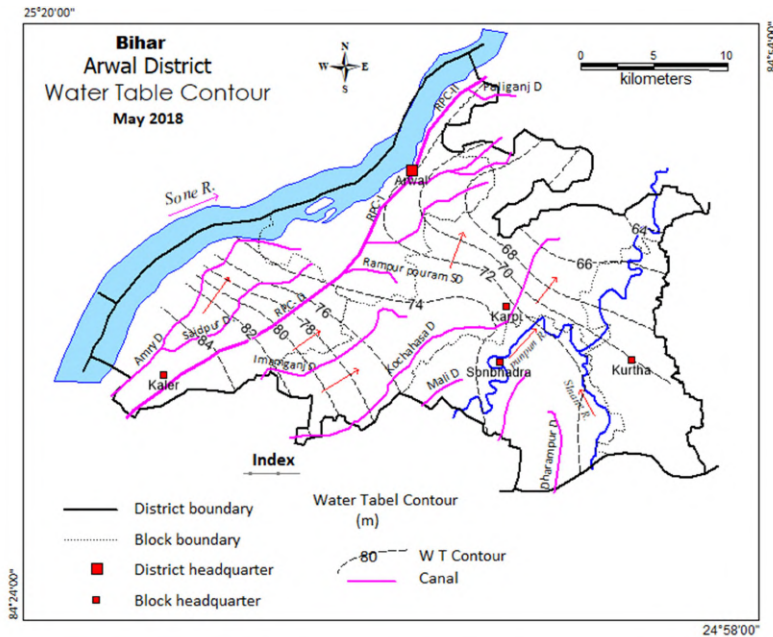 25°20'00"
84°64'00"
Bihar
Arwal District
Water Table Contour
May 2018
N
W E
S
0 5 10
kilometers
Paliganj D
RPC-II
Sone R.
Arwal
RPC-I
64
68
66
Rampur pouram SD
72
70
76
74
RPC-II
Karpi
82
80
78
Saidpur D
Amry D
84
Imamganj D
Kochahasa D
punpun R.
Kaler
Mali D
Sonbhadra
Kurtha
Dharampur D
Index
District boundary
Block boundary
District headquarter
Block headquarter
Water Tabel Contour
(m)
80 W T Contour
Canal
84°24'00"
24°58'00"